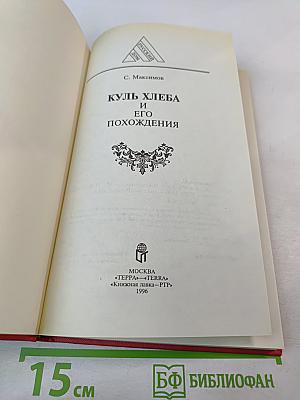 С. Максимов
КУЛЬ ХЛЕБА
И
ЕГО
ПОХОЖДЕНИЯ
МОСКВА
«ТЕРРА»—«TERRA»
«Книжная лавка—РТР»
1996
15 см
БФ БИБЛИОФАН